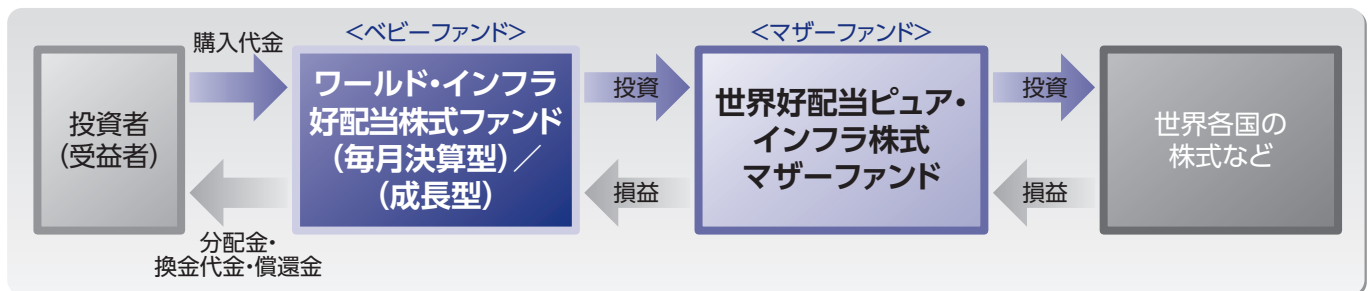 <ベビーファンド>
<マザーファンド>
購入代金
投資者
(受益者)
分配金・
換金代金・償還金
ワールド・インフラ
好配当株式ファンド
(毎月決算型)/
(成長型)
投資
損益
世界好配当ピュア・
インフラ株式
マザーファンド
投資
損益
世界各国の
株式など